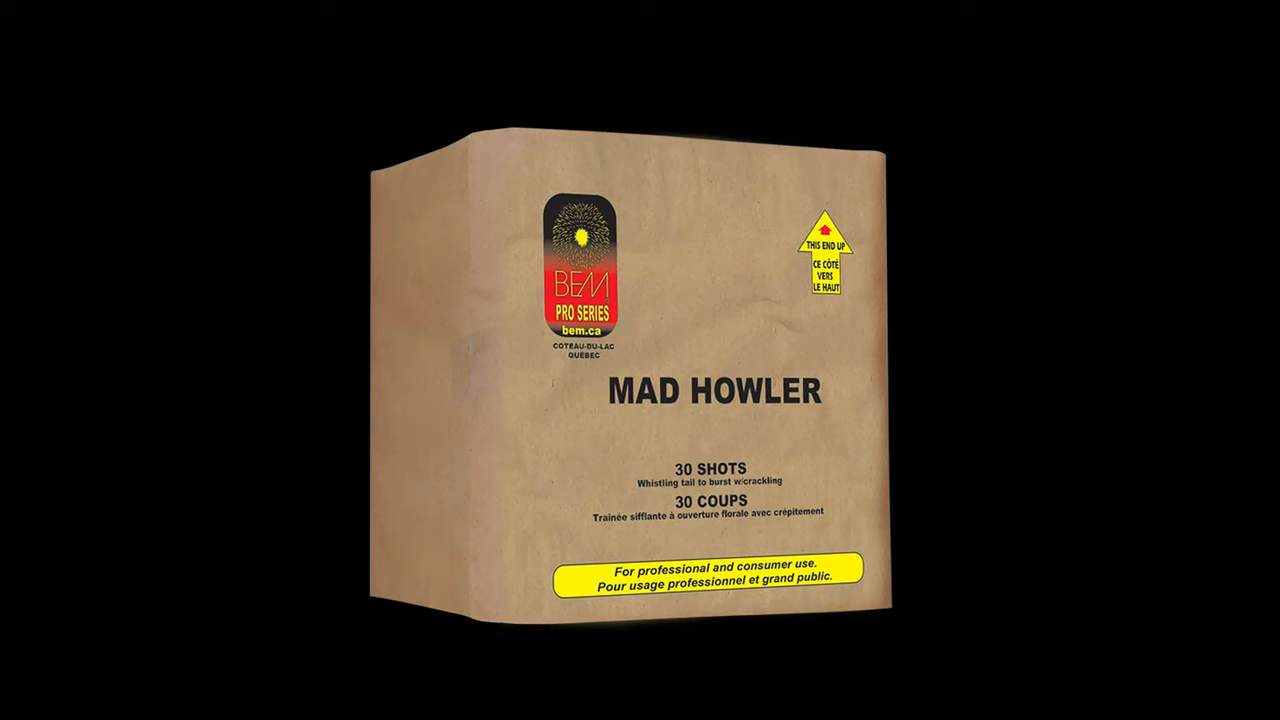 BEM
PRO SERIES
bem.ca
COTEAU-DU-LAC
QUÉBEC
THIS END UP
CE CÔTÉ
VERS
LE HAUT
MAD HOWLER
30 SHOTS
Whistling tail to burst w/crackling
30 COUPS
Traînée sifflante à ouverture florale avec crépitement
For professional and consumer use.
Pour usage professionnel et grand public.